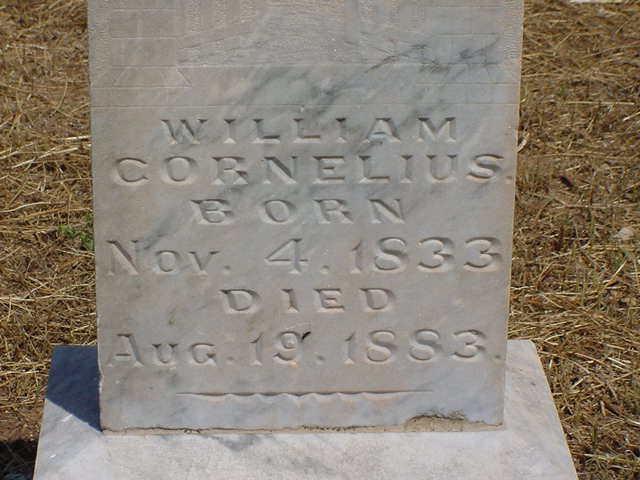 WILLIAM
CORNELIUS.
BORN
Nov. 4. 1833
DIED
Aug. 19. 1883.